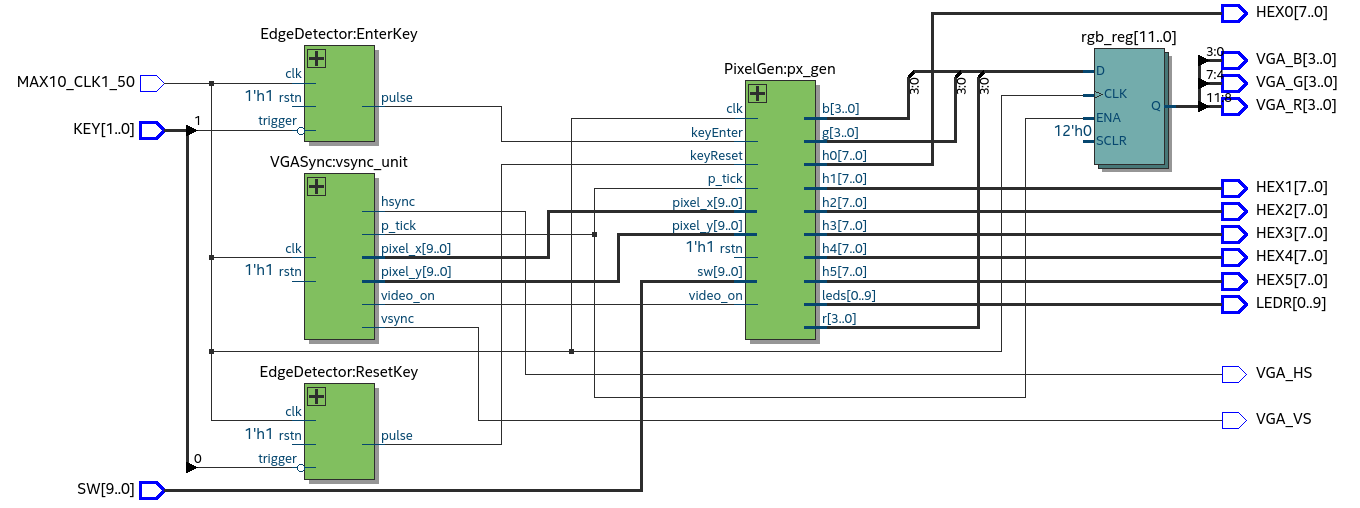 HEX0[7..0]
EdgeDetector:EnterKey
rgb_reg[11..0]
3:0
VGA_B[3..0]
PixelGen:px_gen
clk
D
7:4
VGA_G[3..0]
MAX10_CLK1_50
1'h1 rstn
pulse
3:0
3:0
3:0
CLK
11:8
VGA_R[3..0]
clk
b[3..0]
Q
KEY[1..0]
1
trigger
ENA
keyEnter
g[3..0]
12'h0
SCLR
VGASync:vsync_unit
keyReset
h0[7..0]
p_tick
h1[7..0]
HEX1[7..0]
hsync
pixel_x[9..0]
h2[7..0]
HEX2[7..0]
p_tick
pixel_y[9..0]
h3[7..0]
HEX3[7..0]
clk
pixel_x[9..0]
1'h1 rstn
h4[7..0]
HEX4[7..0]
1'h1 rstn
pixel_y[9..0]
sw[9..0]
h5[7..0]
HEX5[7..0]
video_on
video_on
leds[0..9]
LEDR[0..9]
vsync
r[3..0]
EdgeDetector:ResetKey
VGA_HS
clk
VGA_VS
1'h1 rstn
pulse
0
trigger
SW[9..0]